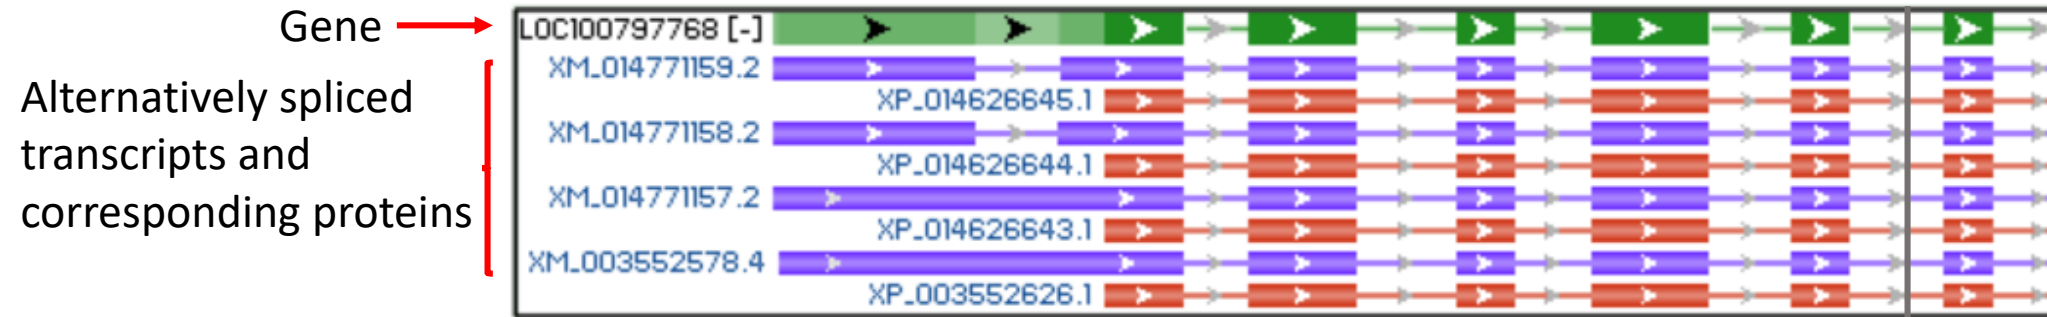 Gene
Alternatively spliced
transcripts and
corresponding proteins
LOC100797768 [-]
XM_014771159.2
XP_014626645.1
XM_014771158.2
XP_014626644.1
XM_014771157.2
XP_014626643.1
XM_003552578.4
XP_003552626.1